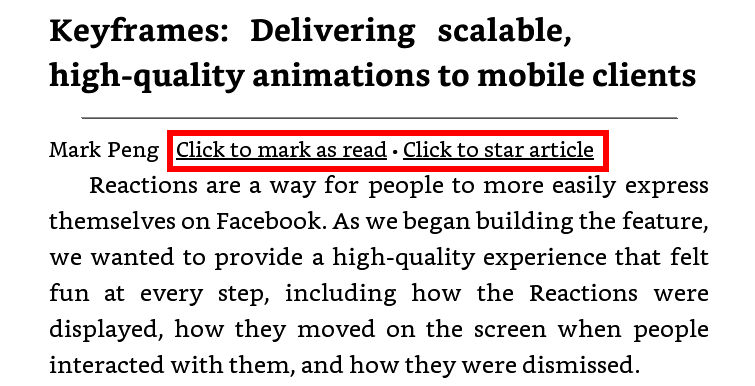 Keyframes: Delivering scalable,
high-quality animations to mobile clients
Mark Peng Click to mark as read · Click to star article
Reactions are a way for people to more easily express
themselves on Facebook. As we began building the feature,
we wanted to provide a high-quality experience that felt
fun at every step, including how the Reactions were
displayed, how they moved on the screen when people
interacted with them, and how they were dismissed.